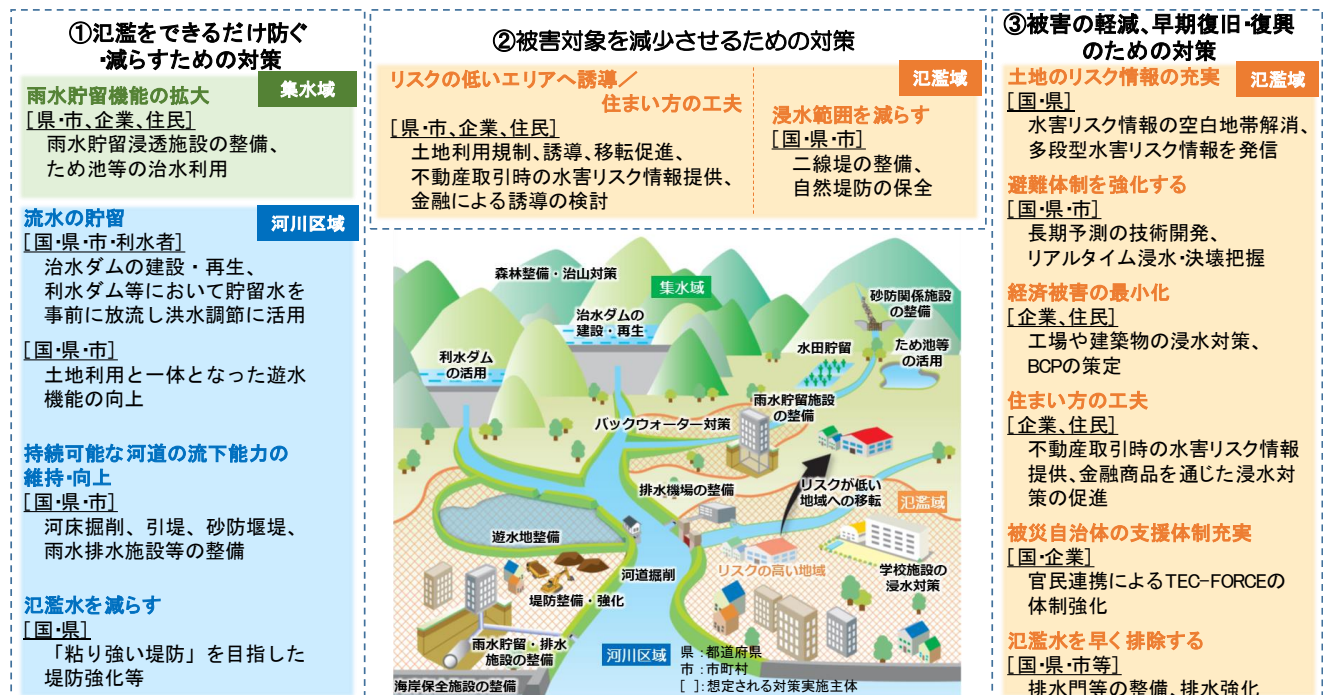 ①氾濫をできるだけ防ぐ
・減らすための対策
集水域
雨水貯留機能の拡大
[県・市、企業、住民]
雨水貯留浸透施設の整備、
ため池等の治水利用
河川区域
流水の貯留
[国・県・市・利水者]
治水ダムの建設・再生、
利水ダム等において貯留水を
事前に放流し洪水調節に活用
[国・県・市]
土地利用と一体となった遊水
機能の向上
持続可能な河道の流下能力の
維持・向上
[国・県・市]
河床掘削、引堤、砂防堰堤、
雨水排水施設等の整備
氾濫水を減らす
[国・県]
「粘り強い堤防」を目指した
堤防強化等
②被害対象を減少させるための対策
氾濫域
リスクの低いエリアへ誘導／
住まい方の工夫
[県・市、企業、住民]
土地利用規制、誘導、移転促進、
不動産取引時の水害リスク情報提供、
金融による誘導の検討
浸水範囲を減らす
[国・県・市]
二線堤の整備、
自然堤防の保全
森林整備・治山対策
集水域
治水ダムの
建設・再生
砂防関係施設
の整備
利水ダム
の活用
水田貯留
ため池等
の活用
雨水貯留施設
の整備
バックウォーター対策
排水機場の整備
リスクが低い
地域への移転
氾濫域
遊水地整備
河道掘削
リスクの高い地域
学校施設の
浸水対策
堤防整備・強化
雨水貯留・排水
施設の整備
河川区域
海岸保全施設の整備
県：都道府県
市：市町村
[ ]：想定される対策実施主体
③被害の軽減、早期復旧・復興
のための対策
氾濫域
土地のリスク情報の充実
[国・県]
水害リスク情報の空白地帯解消、
多段型水害リスク情報を発信
避難体制を強化する
[国・県・市]
長期予測の技術開発、
リアルタイム浸水・決壊把握
経済被害の最小化
[企業、住民]
工場や建築物の浸水対策、
BCPの策定
住まい方の工夫
[企業、住民]
不動産取引時の水害リスク情報
提供、金融商品を通じた浸水対
策の促進
被災自治体の支援体制充実
[国・企業]
官民連携によるTEC-FORCEの
体制強化
氾濫水を早く排除する
[国・県・市等]
排水門等の整備、排水強化